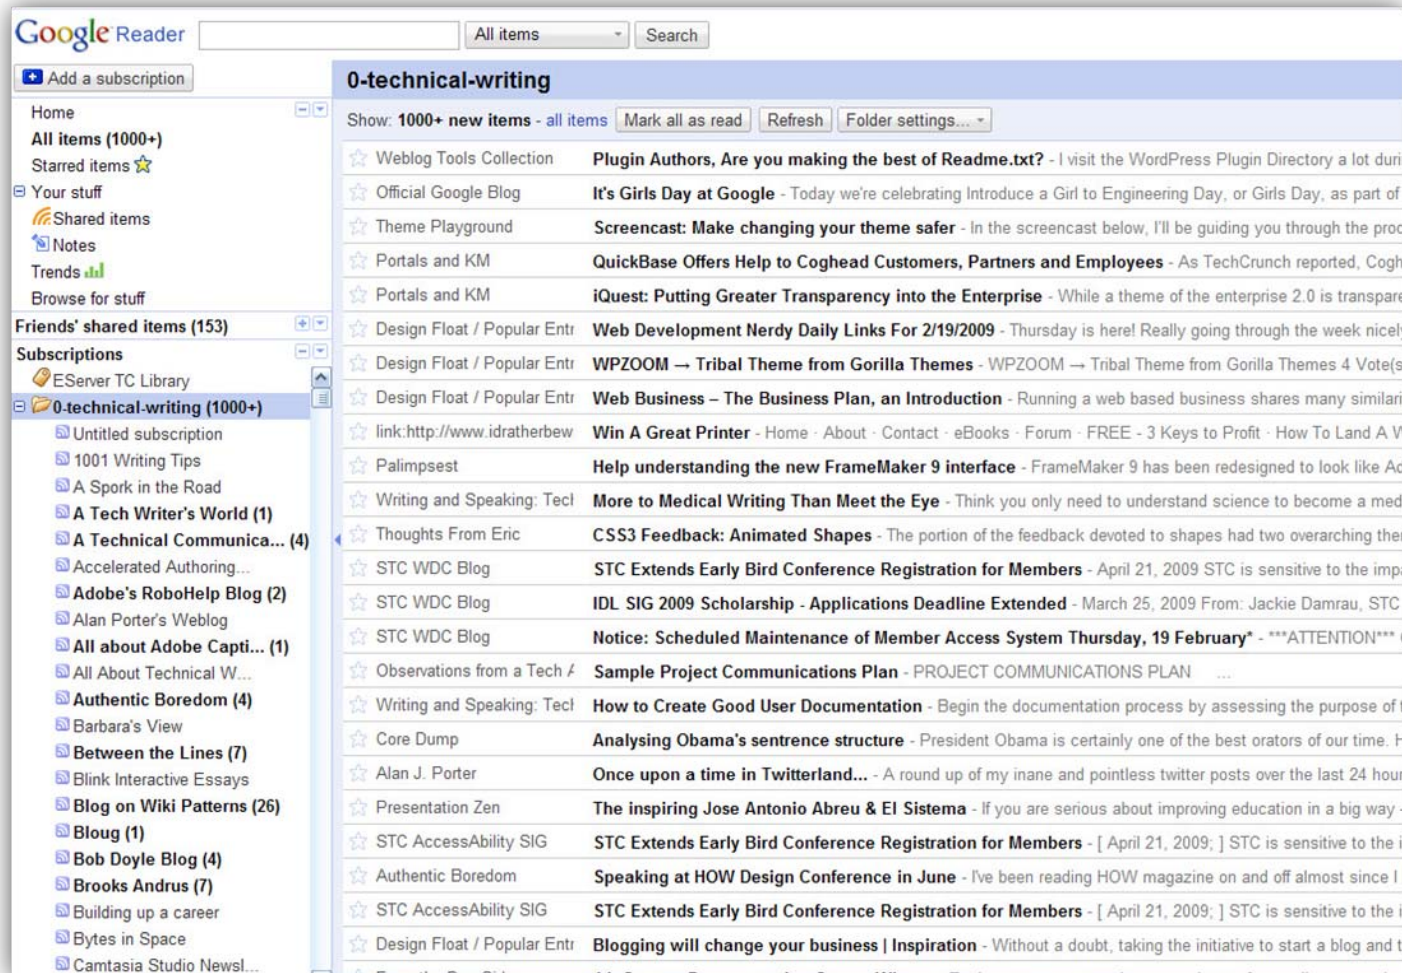 Google Reader All items Search
Add a subscription
Home
All items (1000+)
Starred items
Your stuff
Shared items
Notes
Trends
Browse for stuff
Friends' shared items (153)
Subscriptions
EServer TC Library
0-technical-writing (1000+)
Untitled subscription
1001 Writing Tips
A Spork in the Road
A Tech Writer's World (1)
A Technical Communica... (4)
Accelerated Authoring...
Adobe's RoboHelp Blog (2)
Alan Porter's Weblog
All about Adobe Capti... (1)
All About Technical W...
Authentic Boredom (4)
Barbara's View
Between the Lines (7)
Blink Interactive Essays
Blog on Wiki Patterns (26)
Bloug (1)
Bob Doyle Blog (4)
Brooks Andrus (7)
Building up a career
Bytes in Space
Camtasia Studio Newsl...
0-technical-writing
Show: 1000+ new items - all items Mark all as read Refresh Folder settings...
Weblog Tools Collection Plugin Authors, Are you making the best of Readme.txt? - I visit the WordPress Plugin Directory a lot duri
Official Google Blog It's Girls Day at Google - Today we're celebrating Introduce a Girl to Engineering Day, or Girls Day, as part of
Theme Playground Screencast: Make changing your theme safer - In the screencast below, I'll be guiding you through the proc
Portals and KM QuickBase Offers Help to Coghead Customers, Partners and Employees - As TechCrunch reported, Cogh
Portals and KM iQuest: Putting Greater Transparency into the Enterprise - While a theme of the enterprise 2.0 is transpare
Design Float / Popular Entr Web Development Nerdy Daily Links For 2/19/2009 - Thursday is here! Really going through the week nicely
Design Float / Popular Entr WPZOOM → Tribal Theme from Gorilla Themes - WPZOOM → Tribal Theme from Gorilla Themes 4 Vote(s
Design Float / Popular Entr Web Business – The Business Plan, an Introduction - Running a web based business shares many similari
link:http://www.idratherbew Win A Great Printer - Home · About · Contact · eBooks · Forum · FREE - 3 Keys to Profit · How To Land A W
Palimpsest Help understanding the new FrameMaker 9 interface - FrameMaker 9 has been redesigned to look like Ad
Writing and Speaking: Tech More to Medical Writing Than Meet the Eye - Think you only need to understand science to become a med
Thoughts From Eric CSS3 Feedback: Animated Shapes - The portion of the feedback devoted to shapes had two overarching the
STC WDC Blog STC Extends Early Bird Conference Registration for Members - April 21, 2009 STC is sensitive to the impa
STC WDC Blog IDL SIG 2009 Scholarship - Applications Deadline Extended - March 25, 2009 From: Jackie Damrau, STC
STC WDC Blog Notice: Scheduled Maintenance of Member Access System Thursday, 19 February* - ***ATTENTION***
Observations from a Tech A Sample Project Communications Plan - PROJECT COMMUNICATIONS PLAN ...
Writing and Speaking: Tech How to Create Good User Documentation - Begin the documentation process by assessing the purpose of t
Core Dump Analysing Obama's sentrence structure - President Obama is certainly one of the best orators of our time. H
Alan J. Porter Once upon a time in Twitterland... - A round up of my inane and pointless twitter posts over the last 24 hour
Presentation Zen The inspiring Jose Antonio Abreu & El Sistema - If you are serious about improving education in a big way -
STC AccessAbility SIG STC Extends Early Bird Conference Registration for Members - [ April 21, 2009; ] STC is sensitive to the i
Authentic Boredom Speaking at HOW Design Conference in June - I've been reading HOW magazine on and off almost since I
STC AccessAbility SIG STC Extends Early Bird Conference Registration for Members - [ April 21, 2009; ] STC is sensitive to the i
Design Float / Popular Entr Blogging will change your business | Inspiration - Without a doubt, taking the initiative to start a blog and t